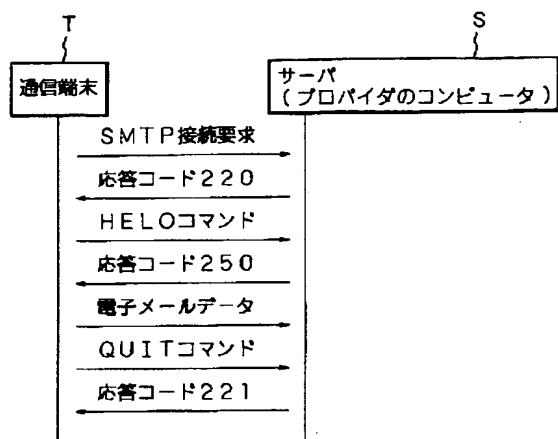 T
S
通信端末
サーバ
(プロバイダのコンピュータ)
SMTP接続要求
応答コード220
HELOコマンド
応答コード250
電子メールデータ
QUITコマンド
応答コード221